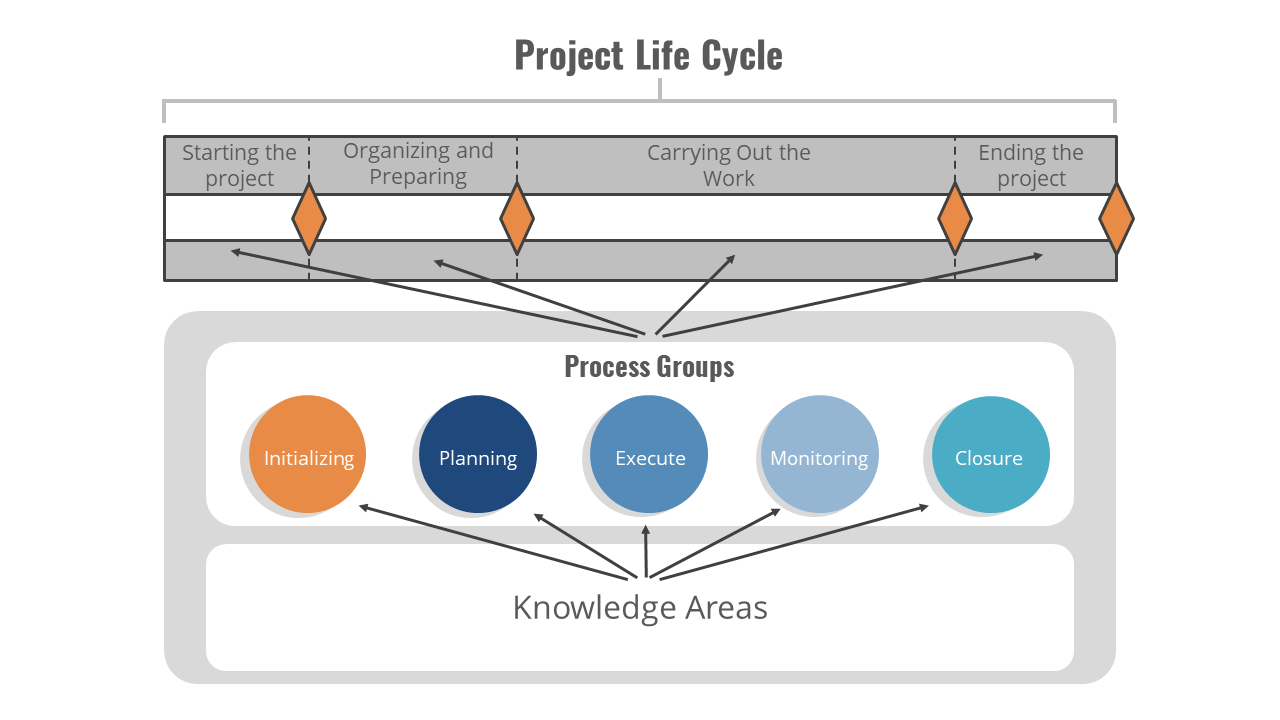 Project Life Cycle
Starting the
project
Organizing and
Preparing
Carrying Out the
Work
Ending the
project
Process Groups
Initializing
Planning
Execute
Monitoring
Closure
Knowledge Areas